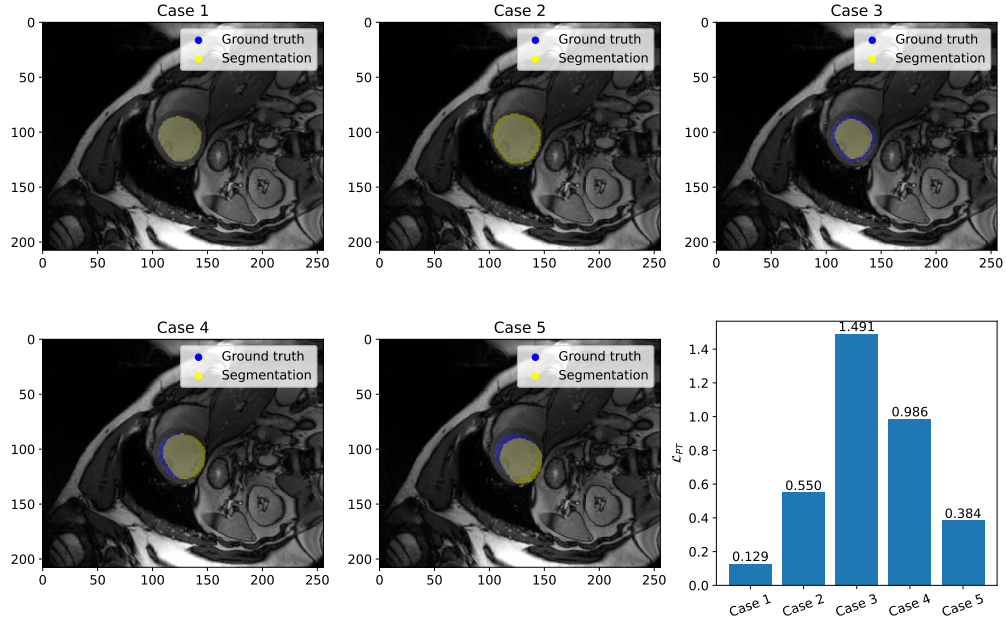 Case 1
Case 2
Case 3
Ground truth
Segmentation
Ground truth
Segmentation
Ground truth
Segmentation
0
50
100
150
200
0 50 100 150 200 250
0
50
100
150
200
0 50 100 150 200 250
0
50
100
150
200
0 50 100 150 200 250
Case 4
Case 5
Ground truth
Segmentation
Ground truth
Segmentation
0
50
100
150
200
0 50 100 150 200 250
0
50
100
150
200
0 50 100 150 200 250
ℒPT
1.4
1.2
1.0
0.8
0.6
0.4
0.2
0.0
0.129
0.550
1.491
0.986
0.384
Case 1
Case 2
Case 3
Case 4
Case 5